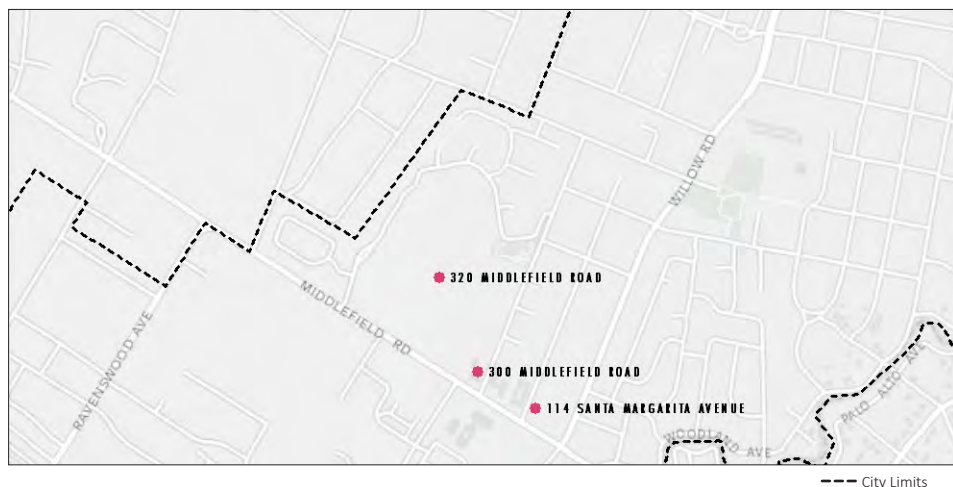 WILLOW RD
320 MIDDLEFIELD ROAD
MIDDLEFIELD RD
RAVENSWOOD AVE
300 MIDDLEFIELD ROAD
PALO ALTO AVE
114 SANTA MARGARITA AVENUE
WOODLAND AVE
City Limits